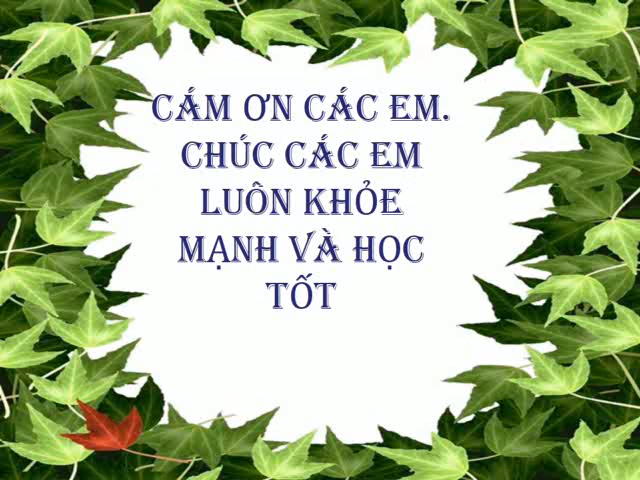 CÁM ƠN CÁC EM.
CHÚC CÁC EM
LUÔN KHỎE
MẠNH VÀ HỌC
TỐT